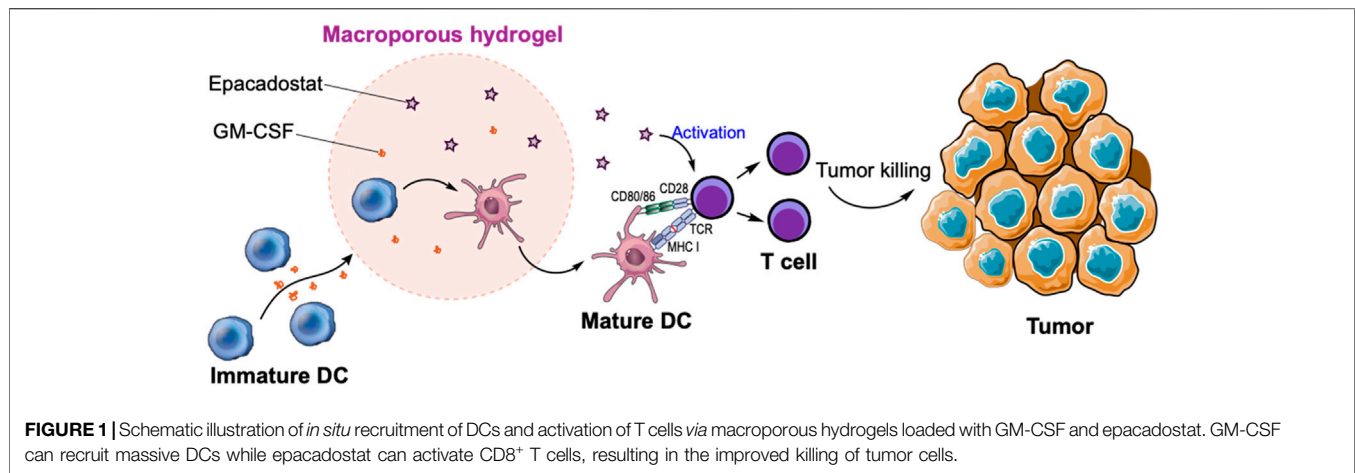 Macroporous hydrogel
Epacadostat
GM-CSF
Activation
CD80/86
CD28
TCR
MHC I
Tumor killing
T cell
Mature DC
Immature DC
Tumor
FIGURE 1 | Schematic illustration of in situ recruitment of DCs and activation of T cells via macroporous hydrogels loaded with GM-CSF and epacadostat. GM-CSF
can recruit massive DCs while epacadostat can activate CD8⁺ T cells, resulting in the improved killing of tumor cells.